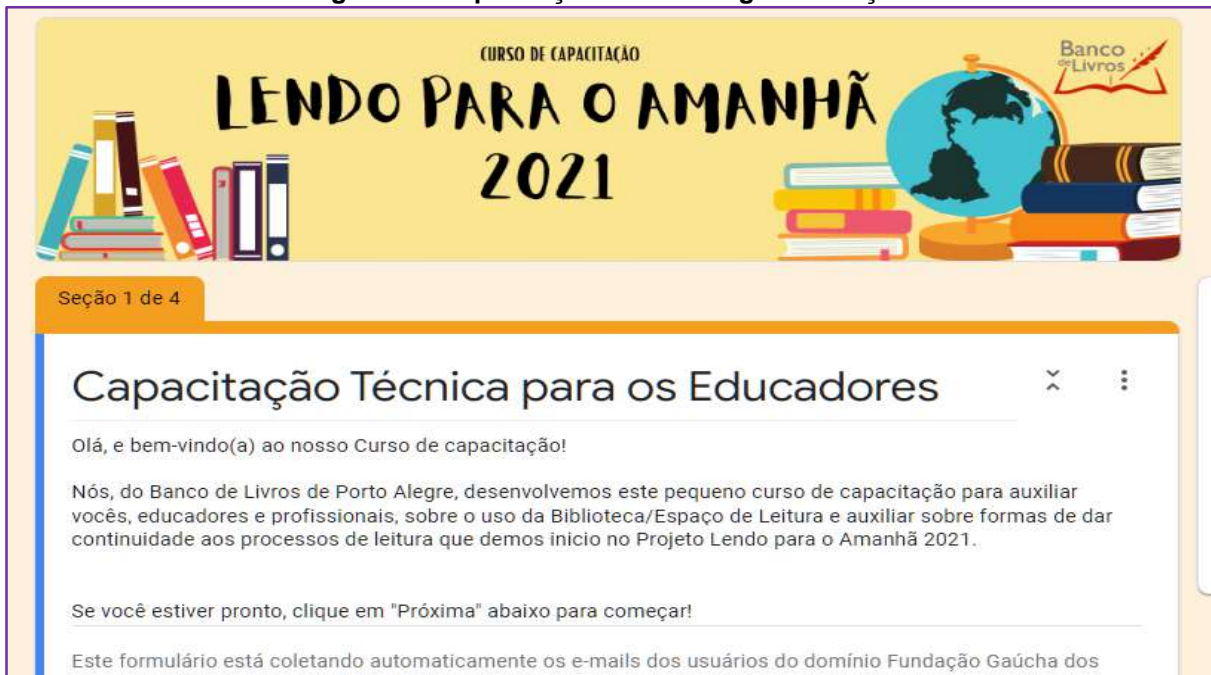 CURSO DE CAPACITAÇÃO
LENDO PARA O AMANHÃ
2021
Banco
de Livros
Seção 1 de 4
Capacitação Técnica para os Educadores
Olá, e bem-vindo(a) ao nosso Curso de capacitação!
Nós, do Banco de Livros de Porto Alegre, desenvolvemos este pequeno curso de capacitação para auxiliar
vocês, educadores e profissionais, sobre o uso da Biblioteca/Espaço de Leitura e auxiliar sobre formas de dar
continuidade aos processos de leitura que demos inicio no Projeto Lendo para o Amanhã 2021.
Se você estiver pronto, clique em "Próxima" abaixo para começar!
Este formulário está coletando automaticamente os e-mails dos usuários do domínio Fundação Gaúcha dos